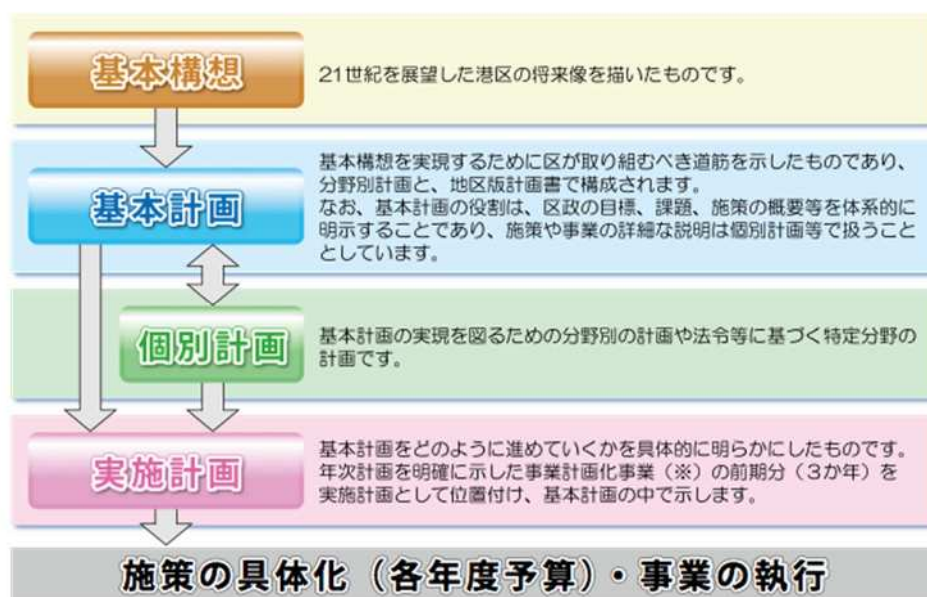 基本構想
21世紀を展望した港区の将来像を描いたものです。
基本計画
基本構想を実現するために区が取り組むべき道筋を示したものであり、
分野別計画と、地区版計画書で構成されます。
なお、基本計画の役割は、区政の目標、課題、施策の概要等を体系的に
明示することであり、施策や事業の詳細な説明は個別計画等で扱うこと
としています。
個別計画
基本計画の実現を図るための分野別の計画や法令等に基づく特定分野の
計画です。
実施計画
基本計画をどのように進めていくかを具体的に明らかにしたものです。
年次計画を明確に示した事業計画化事業（※）の前期分（3か年）を
実施計画として位置付け、基本計画の中で示します。
施策の具体化（各年度予算）・事業の執行